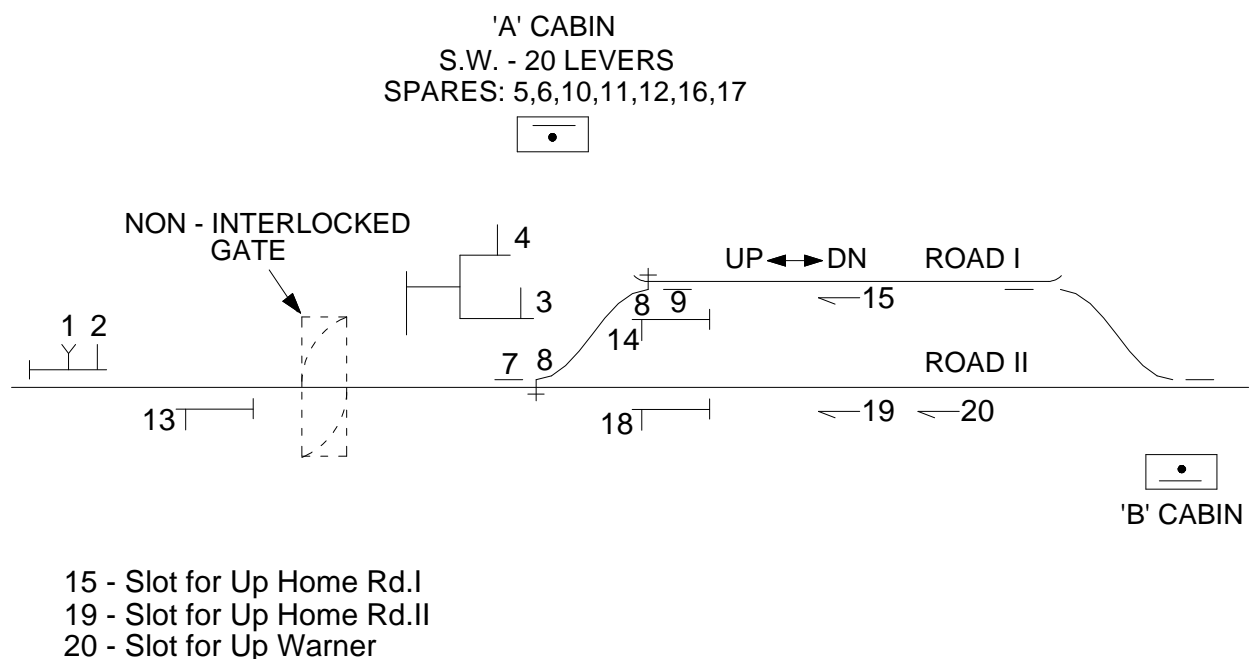 'A' CABIN
S.W. - 20 LEVERS
SPARES: 5,6,10,11,12,16,17
NON - INTERLOCKED
GATE
4
UP DN
ROAD I
3
8
9
15
1 2
14
7
8
ROAD II
13
18
19
20
'B' CABIN
15 - Slot for Up Home Rd.I
19 - Slot for Up Home Rd.II
20 - Slot for Up Warner